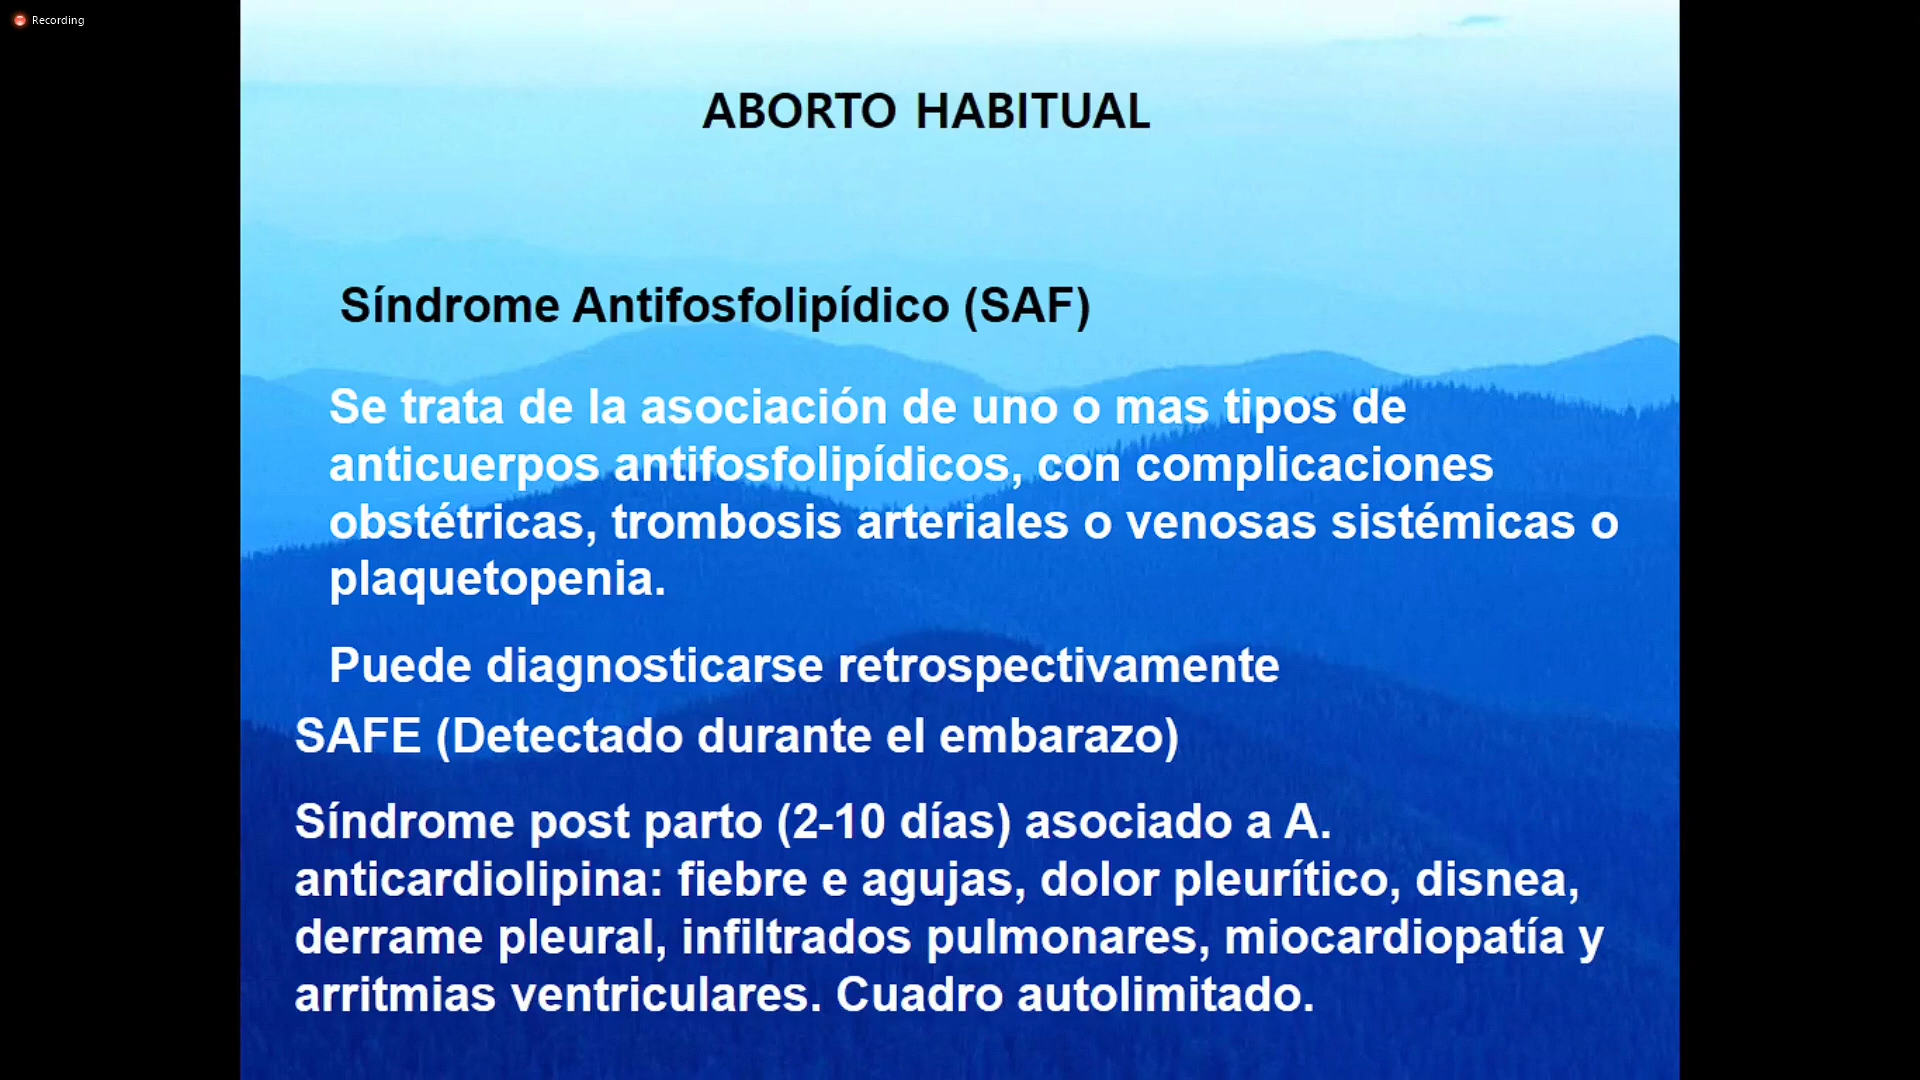 Recording
ABORTO HABITUAL
Síndrome Antifosfolipídico (SAF)
Se trata de la asociación de uno o mas tipos de
anticuerpos antifosfolipídicos, con complicaciones
obstétricas, trombosis arteriales o venosas sistémicas o
plaquetopenia.
Puede diagnosticarse retrospectivamente
SAFE (Detectado durante el embarazo)
Síndrome post parto (2-10 días) asociado a A.
anticardiolipina: fiebre e agujas, dolor pleurítico, disnea,
derrame pleural, infiltrados pulmonares, miocardiopatía y
arritmias ventriculares. Cuadro autolimitado.